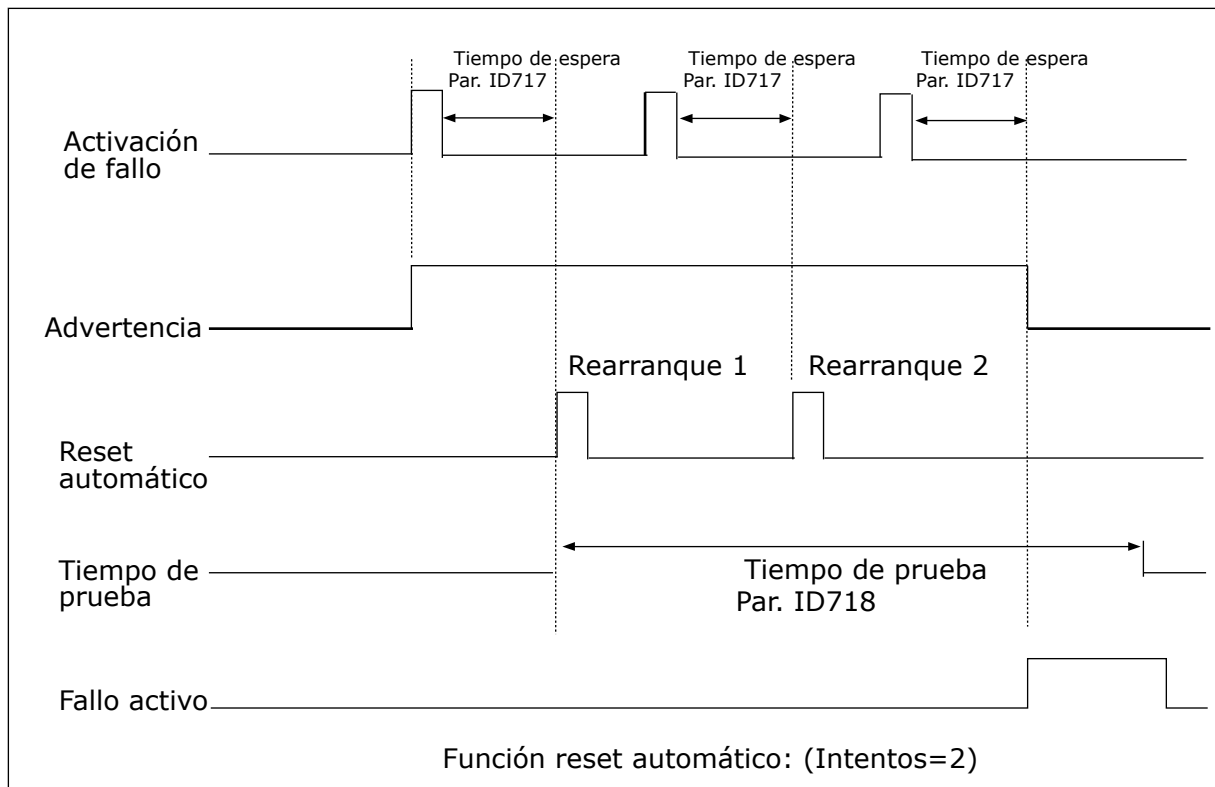 Tiempo de espera
Par. ID717
Tiempo de espera
Par. ID717
Tiempo de espera
Par. ID717
Activación
de fallo
Advertencia
Rearranque 1
Rearranque 2
Reset
automático
Tiempo de
prueba
Tiempo de prueba
Par. ID718
Fallo activo
Función reset automático: (Intentos=2)